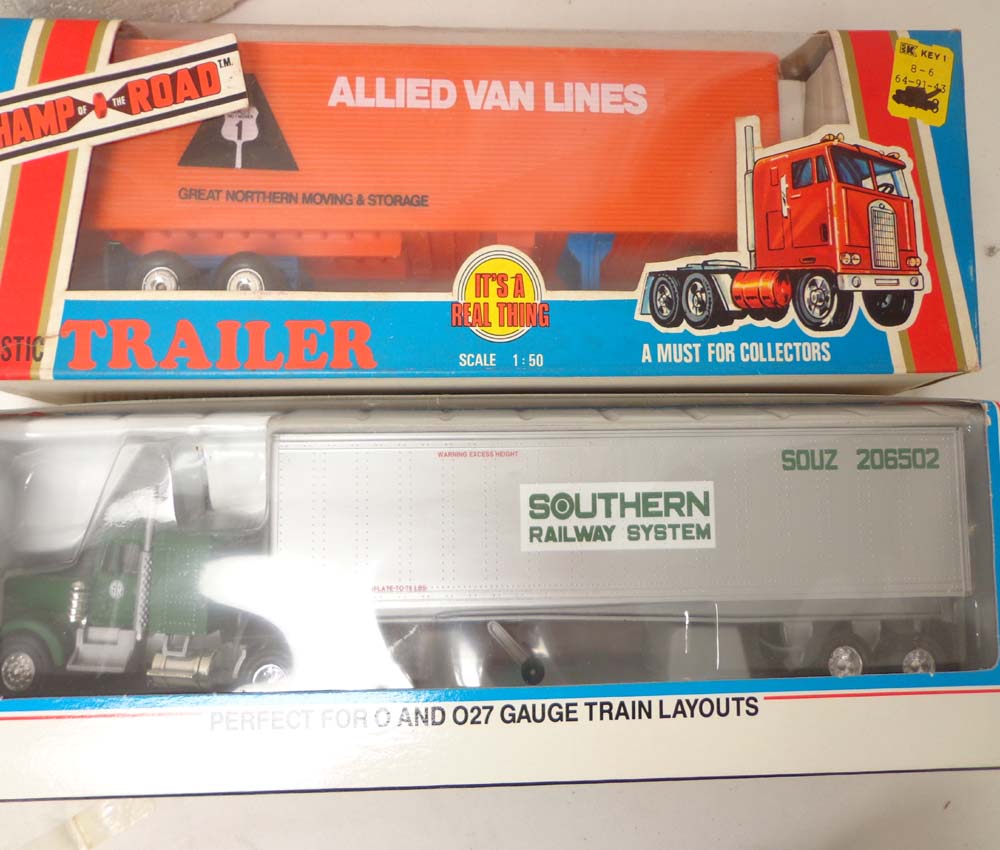 HAMP OF THE ROAD T.M.
ALLIED VAN LINES
1
GREAT NORTHERN MOVING & STORAGE
K KEY 1
8-6
64-91-43
IT'S A
REAL THING
STIC TRAILER
SCALE 1:50
A MUST FOR COLLECTORS
WARNING EXCESS HEIGHT
SOUZ 206502
SOUTHERN
RAILWAY SYSTEM
PERFECT FOR O AND O27 GAUGE TRAIN LAYOUTS